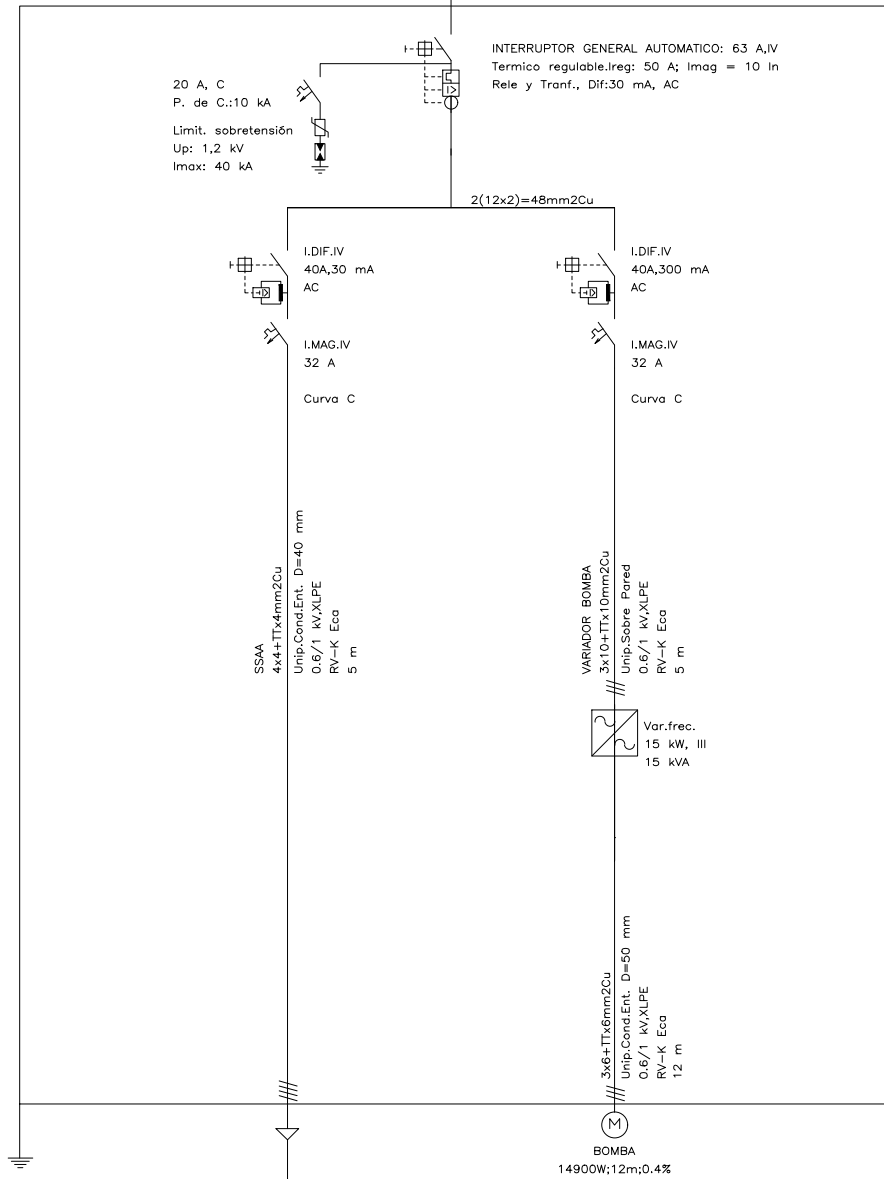 INTERRUPTOR GENERAL AUTOMATICO: 63 A,IV
Termico regulable.Ireg: 50 A; Imag = 10 In
Rele y Tranf., Dif:30 mA, AC
20 A, C
P. de C.:10 kA
Limit. sobretensión
Up: 1,2 kV
Imax: 40 kA
2(12x2)=48mm2Cu
I.DIF.IV
40A,30 mA
AC
I.MAG.IV
32 A
Curva C
I.DIF.IV
40A,300 mA
AC
I.MAG.IV
32 A
Curva C
SSAA
4x4+TTx4mm2Cu
Unip.Cond.Ent. D=40 mm
0.6/1 kV,XLPE
RV-K Eca
5 m
VARIADOR BOMBA
3x10+TTx10mm2Cu
Unip.Sobre Pared
0.6/1 kV,XLPE
RV-K Eca
5 m
Var.frec.
15 kW, III
15 kVA
3x6+TTx6mm2Cu
Unip.Cond.Ent. D=50 mm
0.6/1 kV,XLPE
RV-K Eca
12 m
M
BOMBA
14900W;12m;0.4%